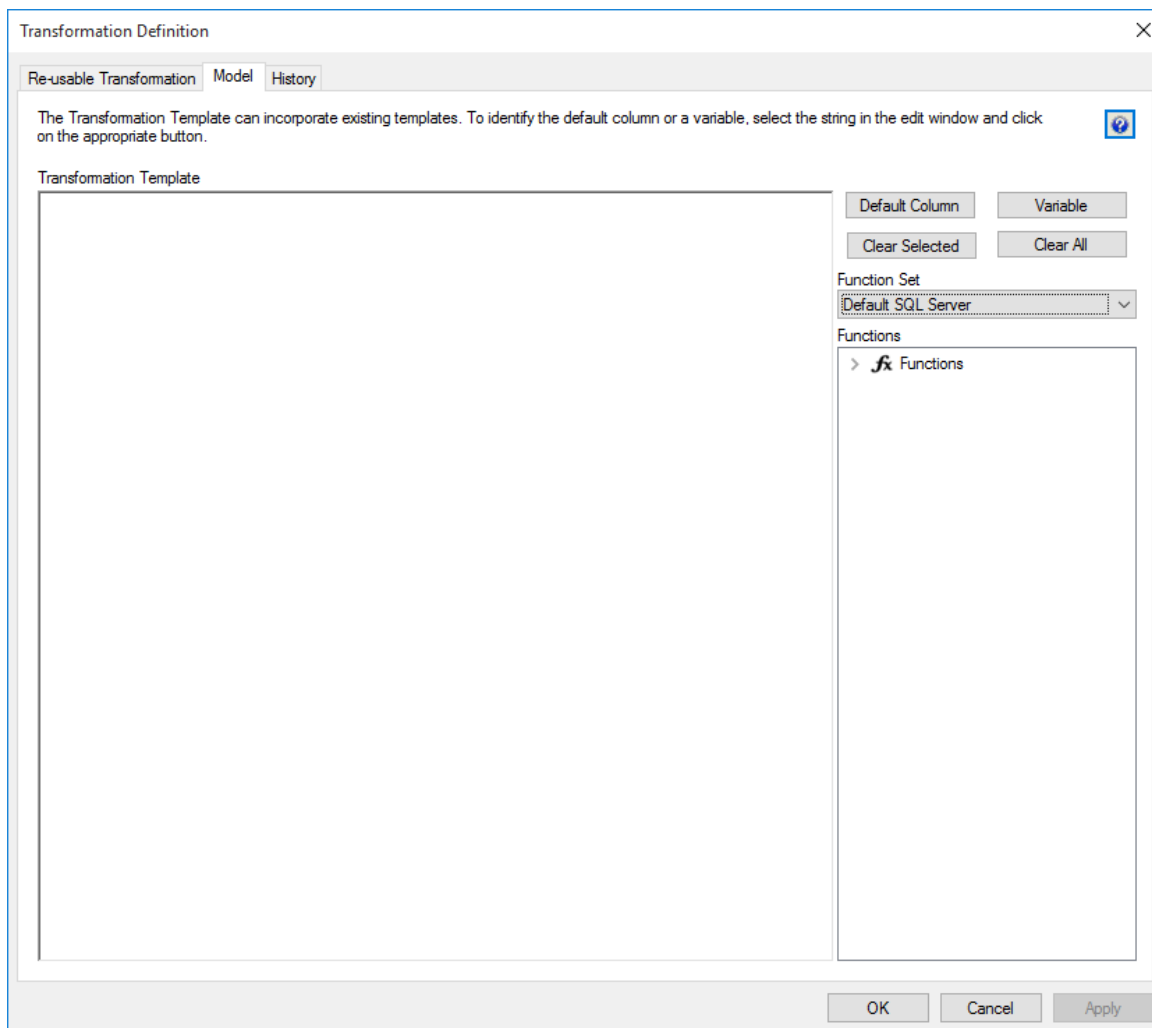 Transformation Definition
Re-usable Transformation Model History
The Transformation Template can incorporate existing templates. To identify the default column or a variable, select the string in the edit window and click
on the appropriate button.
Transformation Template
Default Column Variable
Clear Selected Clear All
Function Set
Default SQL Server
Functions
fx Functions
OK Cancel Apply